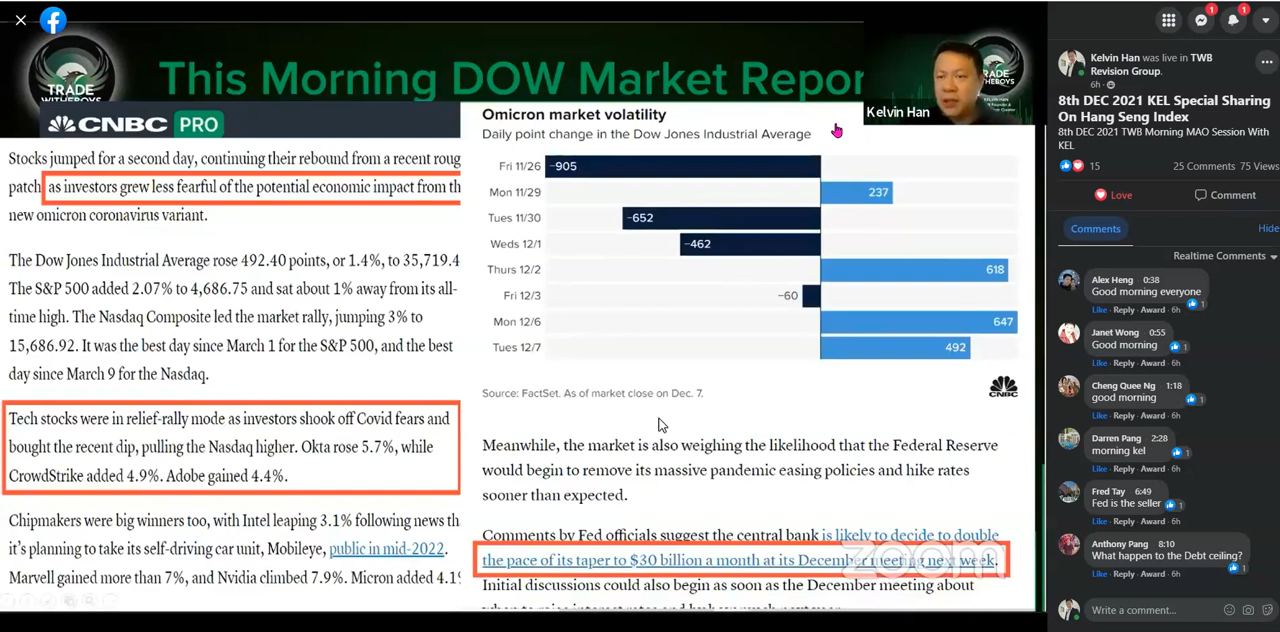 This Morning DOW Market Repor
TRADE
WITHEBOYS
CNBC PRO
Stocks jumped for a second day, continuing their rebound from a recent roug
patch, as investors grew less fearful of the potential economic impact from th
new omicron coronavirus variant.
The Dow Jones Industrial Average rose 492.40 points, or 1.4%, to 35,719.4
The S&P 500 added 2.07% to 4,686.75 and sat about 1% away from its all-
time high. The Nasdaq Composite led the market rally, jumping 3% to
15,686.92. It was the best day since March 1 for the S&P 500, and the best
day since March 9 for the Nasdaq.
Tech stocks were in relief-rally mode as investors shook off Covid fears and
bought the recent dip, pulling the Nasdaq higher. Okta rose 5.7%, while
CrowdStrike added 4.9%. Adobe gained 4.4%.
Chipmakers were big winners too, with Intel leaping 3.1% following news th
it's planning to take its self-driving car unit, Mobileye, public in mid-2022.
Marvell gained more than 7%, and Nvidia climbed 7.9%. Micron added 4.1%
Omicron market volatility
Daily point change in the Dow Jones Industrial Average
Fri 11/26 -905
Mon 11/29 237
Tues 11/30 -652
Weds 12/1 -462
Thurs 12/2 618
Fri 12/3 -60
Mon 12/6 647
Tues 12/7 492
Source: FactSet. As of market close on Dec. 7.
CNBC
Meanwhile, the market is also weighing the likelihood that the Federal Reserve
would begin to remove its massive pandemic easing policies and hike rates
sooner than expected.
Comments by Fed officials suggest the central bank is likely to decide to double
the pace of its taper to $30 billion a month at its December meeting next week.
Initial discussions could also begin as soon as the December meeting about
zoom
Kelvin Han
1
1
Kelvin Han was live in TWB
Revision Group.
6h
8th DEC 2021 KEL Special Sharing
On Hang Seng Index
8th DEC 2021 TWB Morning MAO Session With
KEL
15 25 Comments 75 Views
Love Comment
Comments Hide
Realtime Comments
Alex Heng 0:38
Good morning everyone
1
Like · Reply · Award · 6h
Janet Wong 0:55
Good morning
1
Like · Reply · Award · 6h
Cheng Quee Ng 1:18
good morning
1
Like · Reply · Award · 6h
Darren Pang 2:28
morning kel
1
Like · Reply · Award · 6h
Fred Tay 6:49
Fed is the seller
1
Like · Reply · Award · 6h
Anthony Pang 8:10
What happen to the Debt ceiling?
1
Like · Reply · Award · 6h
Write a comment...